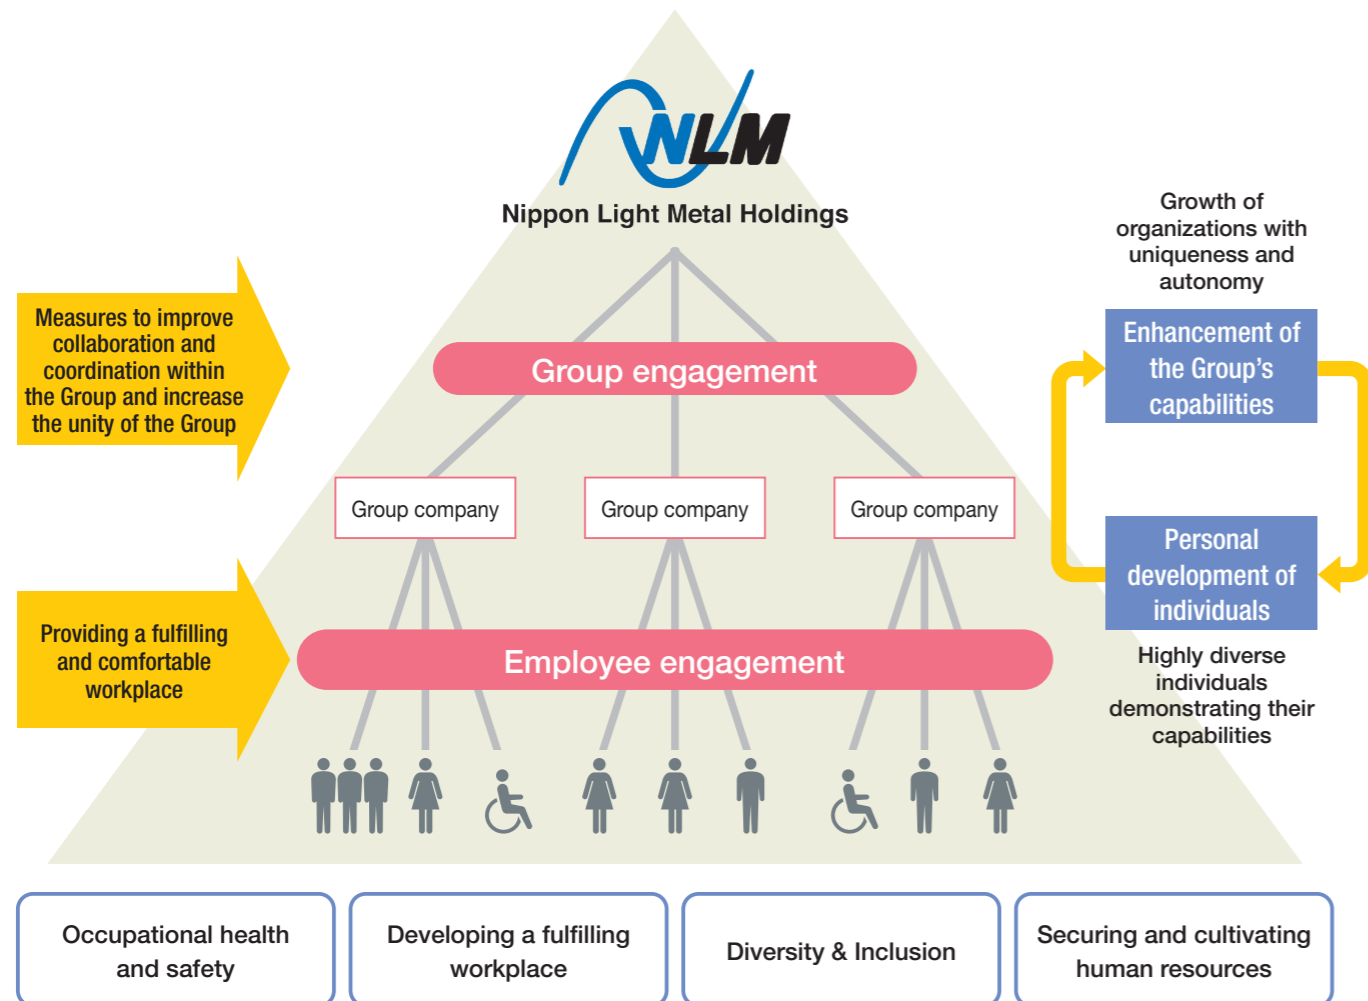 NLM
Nippon Light Metal Holdings
Measures to improve
collaboration and
coordination within
the Group and increase
the unity of the Group
Group engagement
Growth of
organizations with
uniqueness and
autonomy
Enhancement of
the Group's
capabilities
Group company
Group company
Group company
Personal
development of
individuals
Highly diverse
individuals
demonstrating their
capabilities
Providing a fulfilling
and comfortable
workplace
Employee engagement
Occupational health
and safety
Developing a fulfilling
workplace
Diversity & Inclusion
Securing and cultivating
human resources